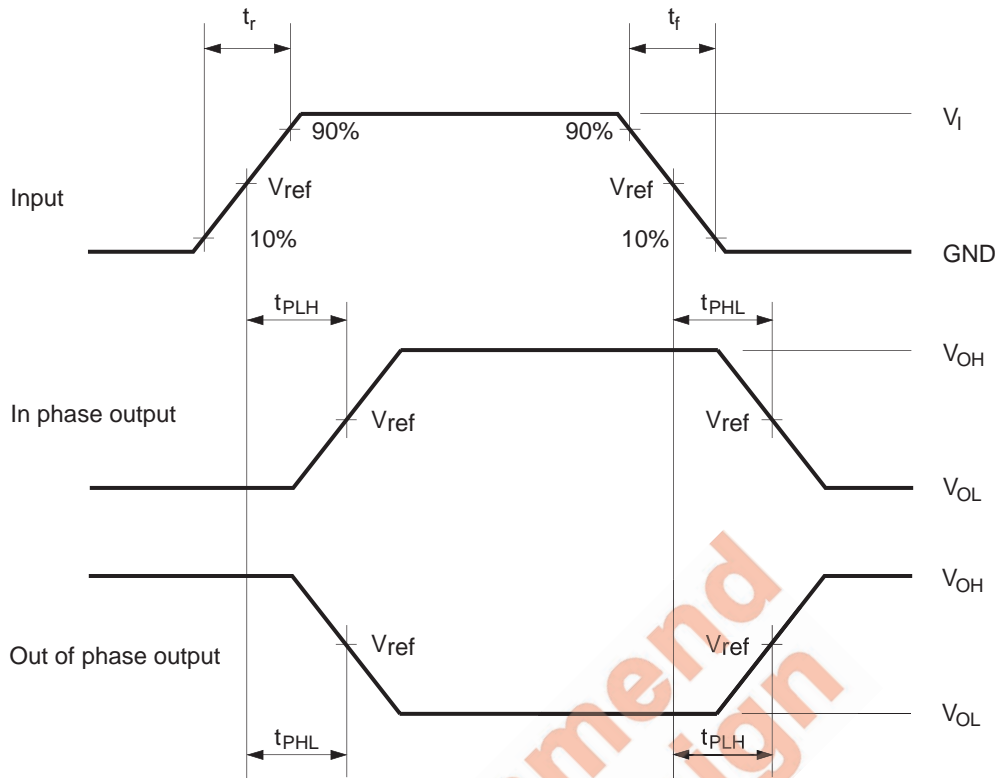 tr tf
VI
90% 90%
Input Vref Vref
10% 10%
GND
tPLH tPHL
VOH
In phase output Vref Vref
VOL
VOH
Out of phase output Vref Vref
VOL
tPHL tPLH